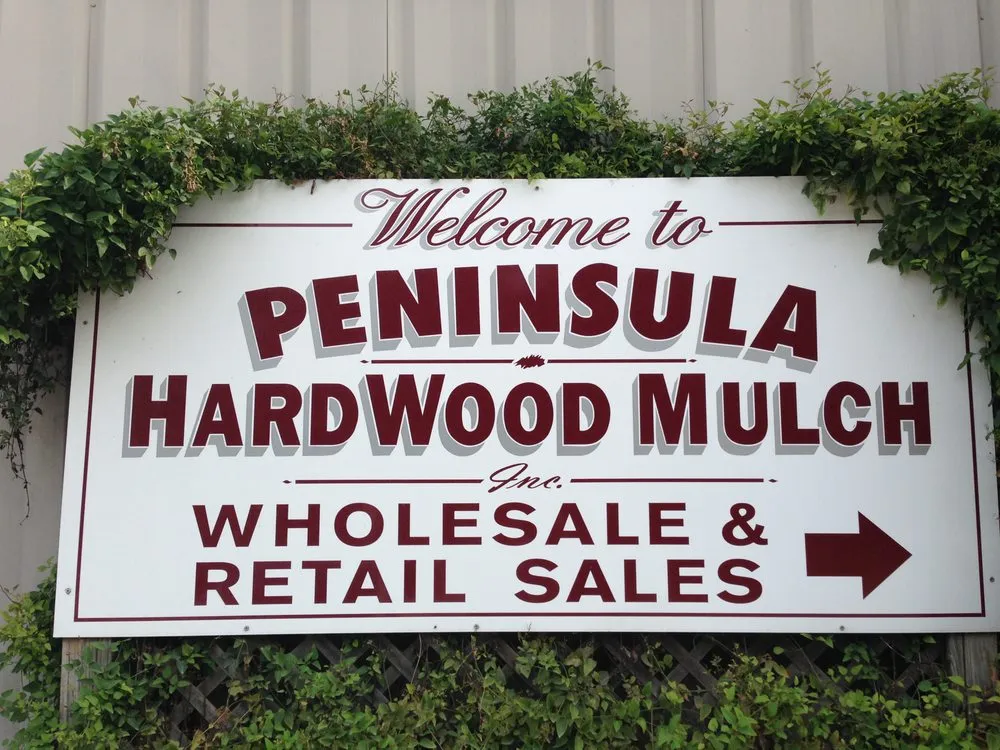 Welcome to
PENINSULA
HARDWOOD MULCH
Inc.
WHOLESALE &
RETAIL SALES